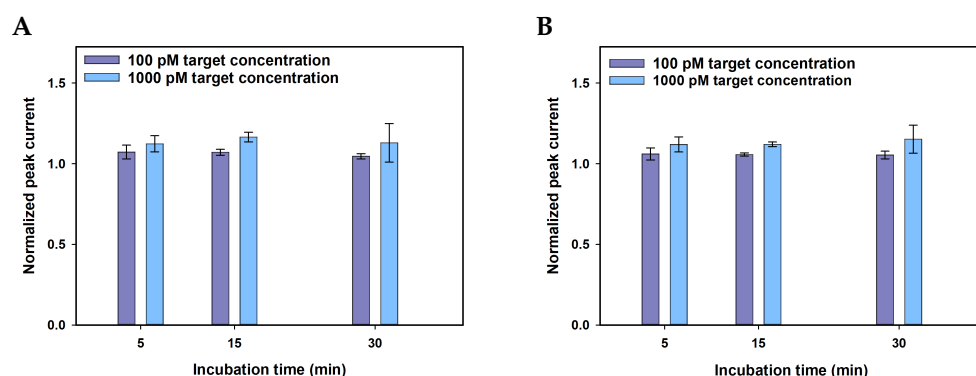 A
100 pM target concentration
1000 pM target concentration
Normalized peak current
1.5
1.0
0.5
0.0
5 15 30
Incubation time (min)
B
100 pM target concentration
1000 pM target concentration
Normalized peak current
1.5
1.0
0.5
0.0
5 15 30
Incubation time (min)